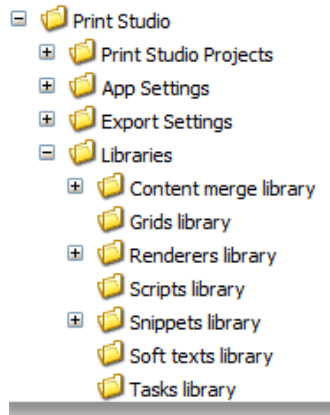 Print Studio
Print Studio Projects
App Settings
Export Settings
Libraries
Content merge library
Grids library
Renderers library
Scripts library
Snippets library
Soft texts library
Tasks library